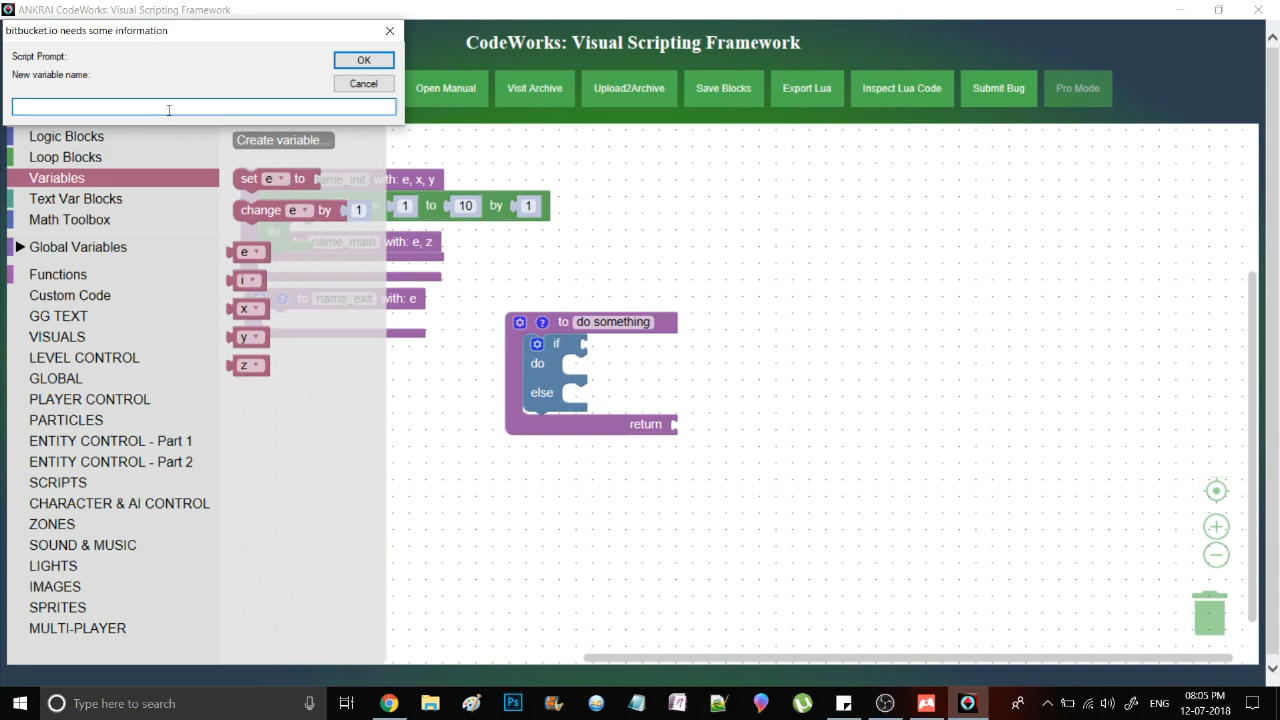 ANKRAI CodeWorks: Visual Scripting Framework
bitbucket.io needs some information
Script Prompt:
OK
New variable name:
Cancel
CodeWorks: Visual Scripting Framework
Open Manual
Visit Archive
Upload2Archive
Save Blocks
Export Lua
Inspect Lua Code
Submit Bug
Pro Mode
Logic Blocks
Loop Blocks
Variables
Text Var Blocks
Math Toolbox
Global Variables
Functions
Custom Code
GG TEXT
VISUALS
LEVEL CONTROL
GLOBAL
PLAYER CONTROL
PARTICLES
ENTITY CONTROL - Part 1
ENTITY CONTROL - Part 2
SCRIPTS
CHARACTER & AI CONTROL
ZONES
SOUND & MUSIC
LIGHTS
IMAGES
SPRITES
MULTI-PLAYER
Create variable...
set e to
name_init with: e, x, y
change e by 1
1 to 10 by 1
do
to name_main with: e, z
e
i
x
y
z
? to name_exit with: e
? to do something
if
do
else
return
Type here to search
ENG
08:05 PM
12-07-2018